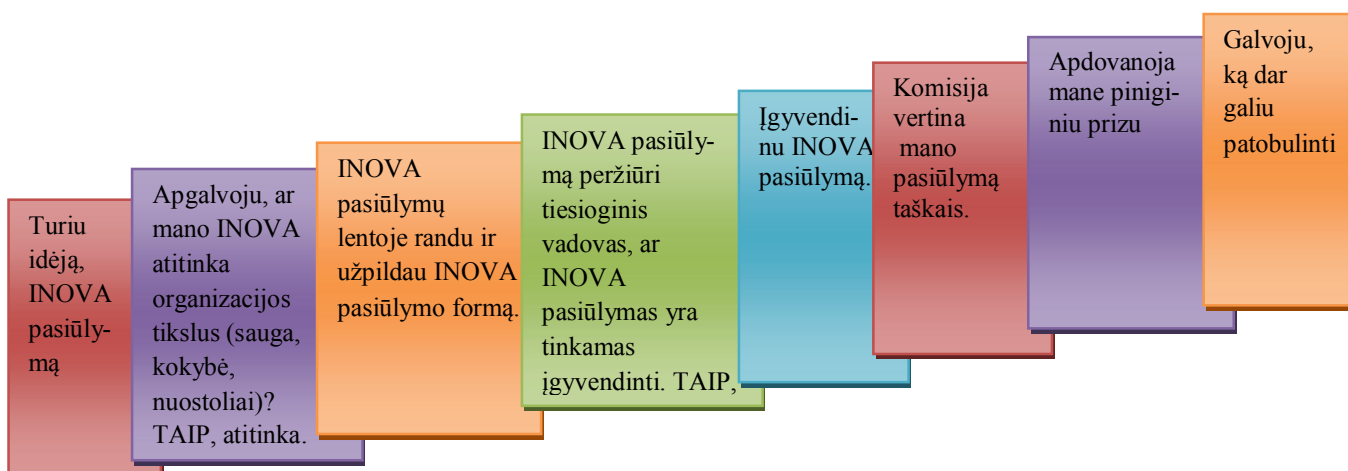 Turiu
idėją,
INOVA
pasiūly-
mą
Apgalvoju, ar
mano INOVA
atitinka
organizacijos
tikslus (sauga,
kokybė,
nuostoliai)?
TAIP, atitinka.
INOVA
pasiūlymų
lentoje randu ir
užpildau INOVA
pasiūlymo formą.
INOVA pasiūly-
mą peržiūri
tiesioginis
vadovas, ar
INOVA
pasiūlymas yra
tinkamas
įgyvendinti. TAIP,
Įgyvendi-
nu INOVA
pasiūlymą.
Komisija
vertina
mano
pasiūlymą
taškais.
Apdovanoja
mane pinigi-
niu prizu
Galvoju,
ką dar
galiu
patobulinti